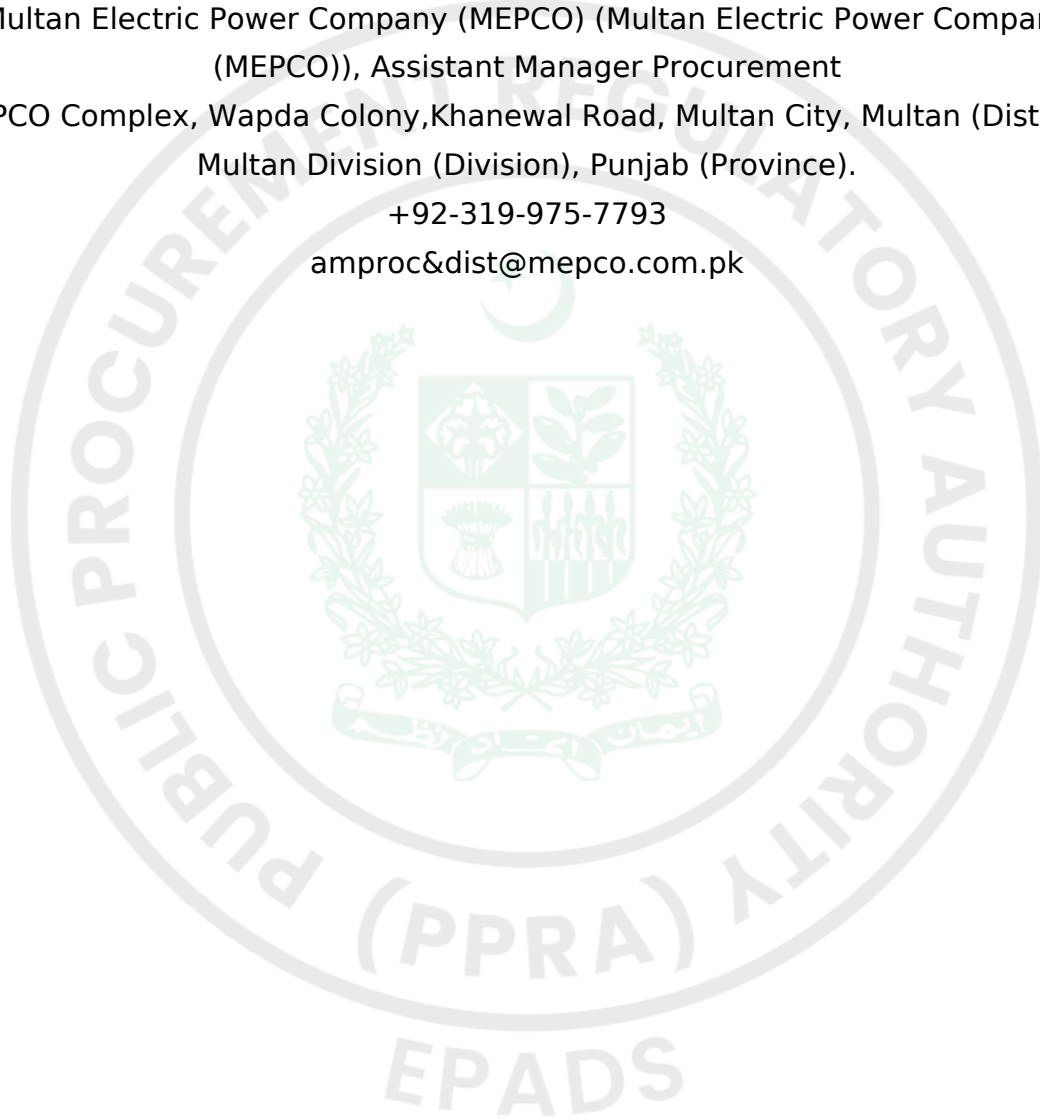 Multan Electric Power Company (MEPCO) (Multan Electric Power Compan
(MEPCO)), Assistant Manager Procurement
PCO Complex, Wapda Colony,Khanewal Road, Multan City, Multan (Dist
Multan Division (Division), Punjab (Province).
+92-319-975-7793
amproc&dist@mepco.com.pk
PUBLIC PROCUREMENT REGULATORY AUTHORITY
(PPRA)
EPADS